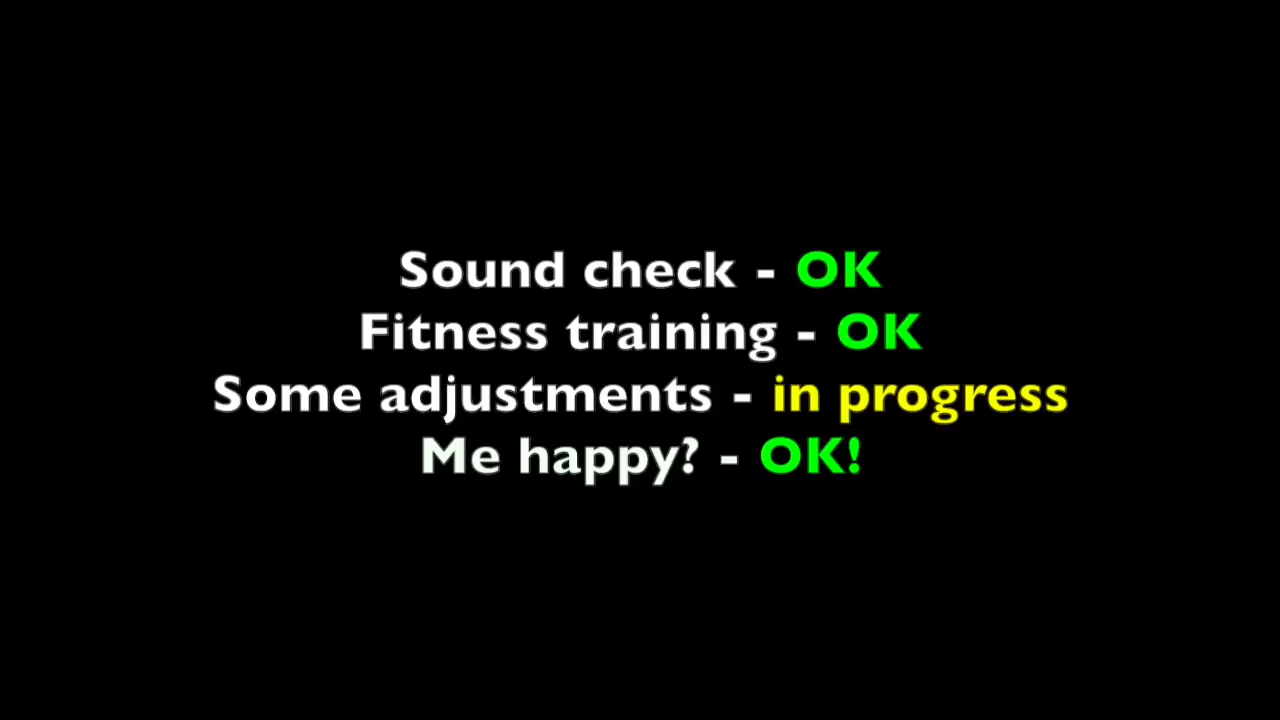 Sound check - OK
Fitness training - OK
Some adjustments - in progress
Me happy? - OK!